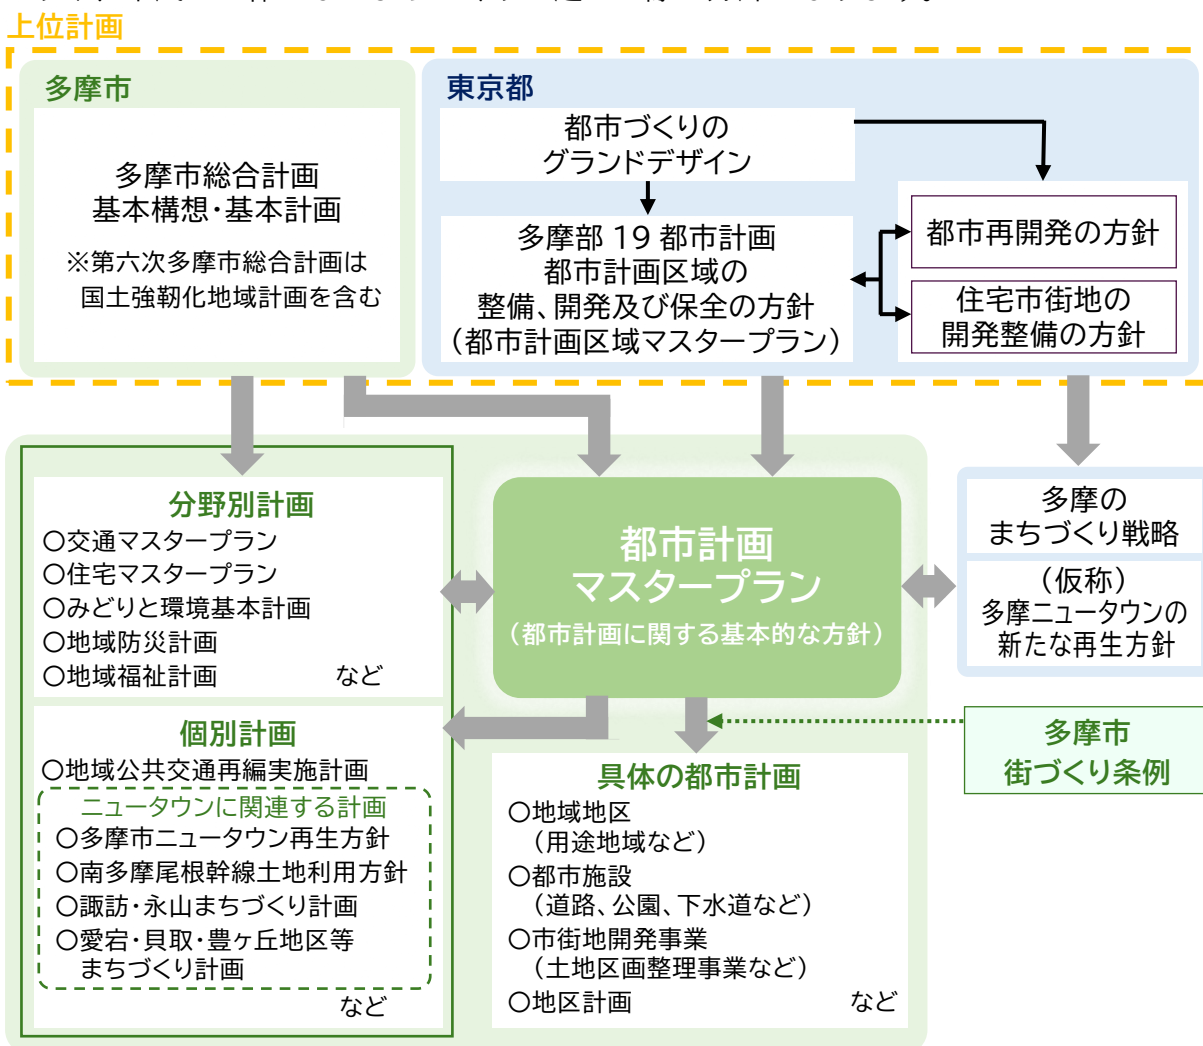 上位計画
多摩市
多摩市総合計画
基本構想・基本計画
※第六次多摩市総合計画は
国土強靭化地域計画を含む
東京都
都市づくりの
グランドデザイン
多摩部 19 都市計画
都市計画区域の
整備、開発及び保全の方針
（都市計画区域マスタープラン）
都市再開発の方針
住宅市街地の
開発整備の方針
分野別計画
〇交通マスタープラン
〇住宅マスタープラン
〇みどりと環境基本計画
〇地域防災計画
〇地域福祉計画 など
都市計画
マスタープラン
（都市計画に関する基本的な方針）
多摩の
まちづくり戦略
（仮称）
多摩ニュータウンの
新たな再生方針
個別計画
〇地域公共交通再編実施計画
ニュータウンに関連する計画
〇多摩市ニュータウン再生方針
〇南多摩尾根幹線土地利用方針
〇諏訪・永山まちづくり計画
〇愛宕・貝取・豊ヶ丘地区等
まちづくり計画
など
具体の都市計画
〇地域地区
（用途地域など）
〇都市施設
（道路、公園、下水道など）
〇市街地開発事業
（土地区画整理事業など）
〇地区計画 など
多摩市
街づくり条例